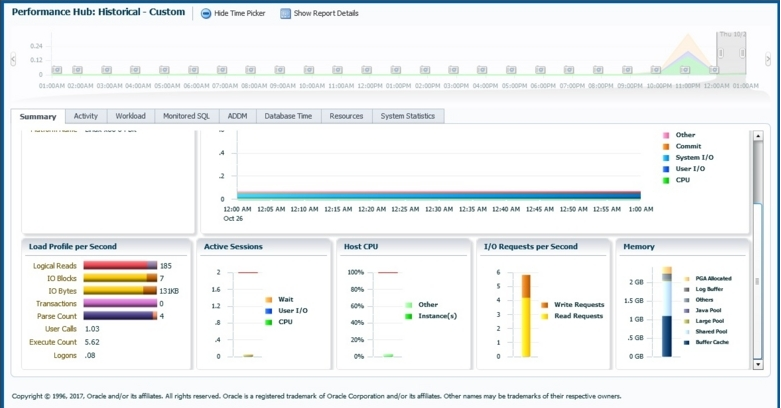 Performance Hub: Historical - Custom Hide Time Picker Show Report Details
Thu 10/2
0.24
0.12
0
01:00AM 02:00AM 03:00AM 04:00AM 05:00AM 06:00AM 07:00AM 08:00AM 09:00AM 10:00AM 11:00AM 12:00PM 01:00PM 02:00PM 03:00PM 04:00PM 05:00PM 06:00PM 07:00PM 08:00PM 09:00PM 10:00PM 11:00PM 12:00AM 01:00AM
Summary Activity Workload Monitored SQL ADDM Database Time Resources System Statistics
.4
.2
0
12:00 AM 12:05 AM 12:10 AM 12:15 AM 12:20 AM 12:25 AM 12:30 AM 12:35 AM 12:40 AM 12:45 AM 12:50 AM 12:55 AM 1:00 AM
Oct 26
Other
Commit
System I/O
User I/O
CPU
Load Profile per Second
Logical Reads 185
IO Blocks 7
IO Bytes 131KB
Transactions 0
Parse Count 4
User Calls 1.03
Execute Count 5.62
Logons .08
Active Sessions
2
1.6
1.2
.8
.4
0
Wait
User I/O
CPU
Host CPU
100%
80%
60%
40%
20%
0%
Other
Instance(s)
I/O Requests per Second
6
5
4
3
2
1
0
Write Requests
Read Requests
Memory
2 GB
1.5 GB
1 GB
.5 GB
0 GB
PGA Allocated
Log Buffer
Others
Java Pool
Large Pool
Shared Pool
Buffer Cache
Copyright © 1996, 2017, Oracle and/or its affiliates. All rights reserved. Oracle is a registered trademark of Oracle Corporation and/or its affiliates. Other names may be trademarks of their respective owners.